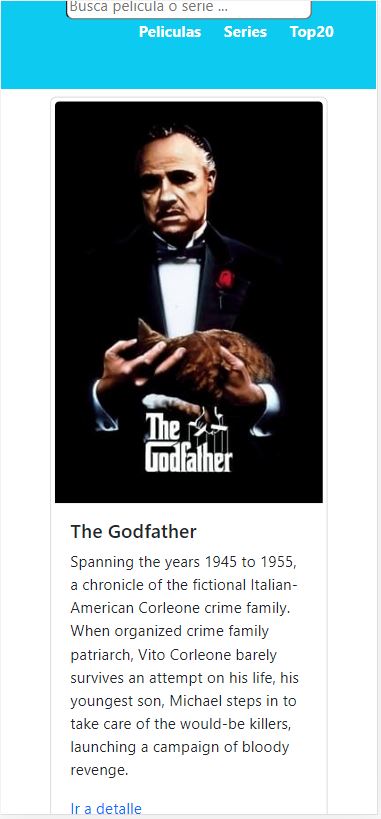 Busca pelicula o serie ...
Peliculas Series Top20
The
Godfather
The Godfather
Spanning the years 1945 to 1955,
a chronicle of the fictional Italian-
American Corleone crime family.
When organized crime family
patriarch, Vito Corleone barely
survives an attempt on his life, his
youngest son, Michael steps in to
take care of the would-be killers,
launching a campaign of bloody
revenge.
Ir a detalle